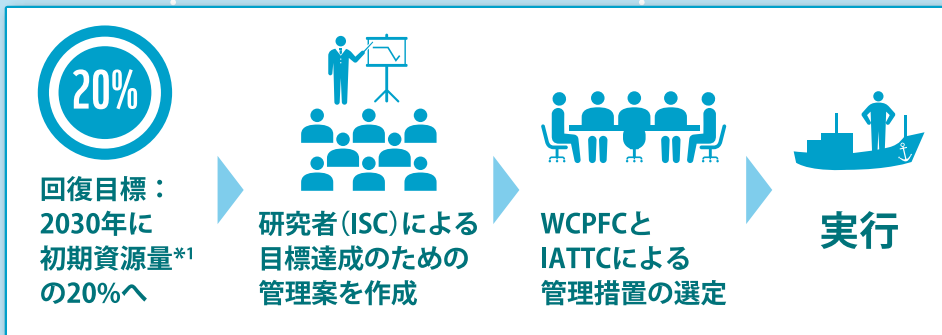 20%
回復目標：
2030年に
初期資源量*1
の20%へ
研究者（ISC）による
目標達成のための
管理案を作成
WCPFCと
IATTCによる
管理措置の選定
実行